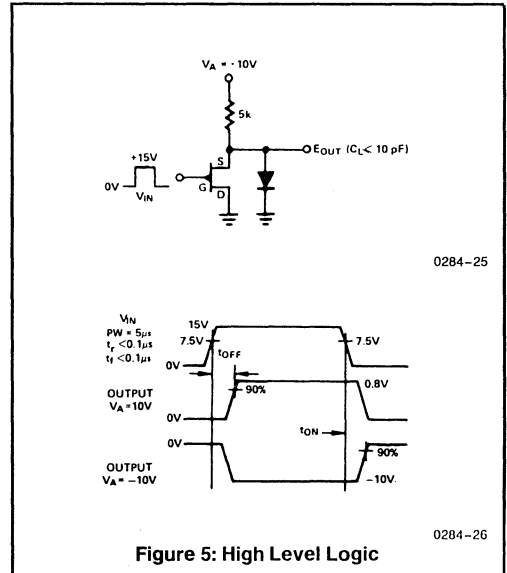 VA = -10V
5k
EOUT (CL< 10 pF)
+15V
0V
VIN
S
G
D
0284-25
VIN
PW = 5μs
tr <0.1μs
tf <0.1μs
15V
7.5V
0V
7.5V
tOFF
90%
0.8V
OUTPUT
VA=10V
0V
tON
0V
90%
OUTPUT
VA= -10V
-10V.
0284-26
Figure 5: High Level Logic